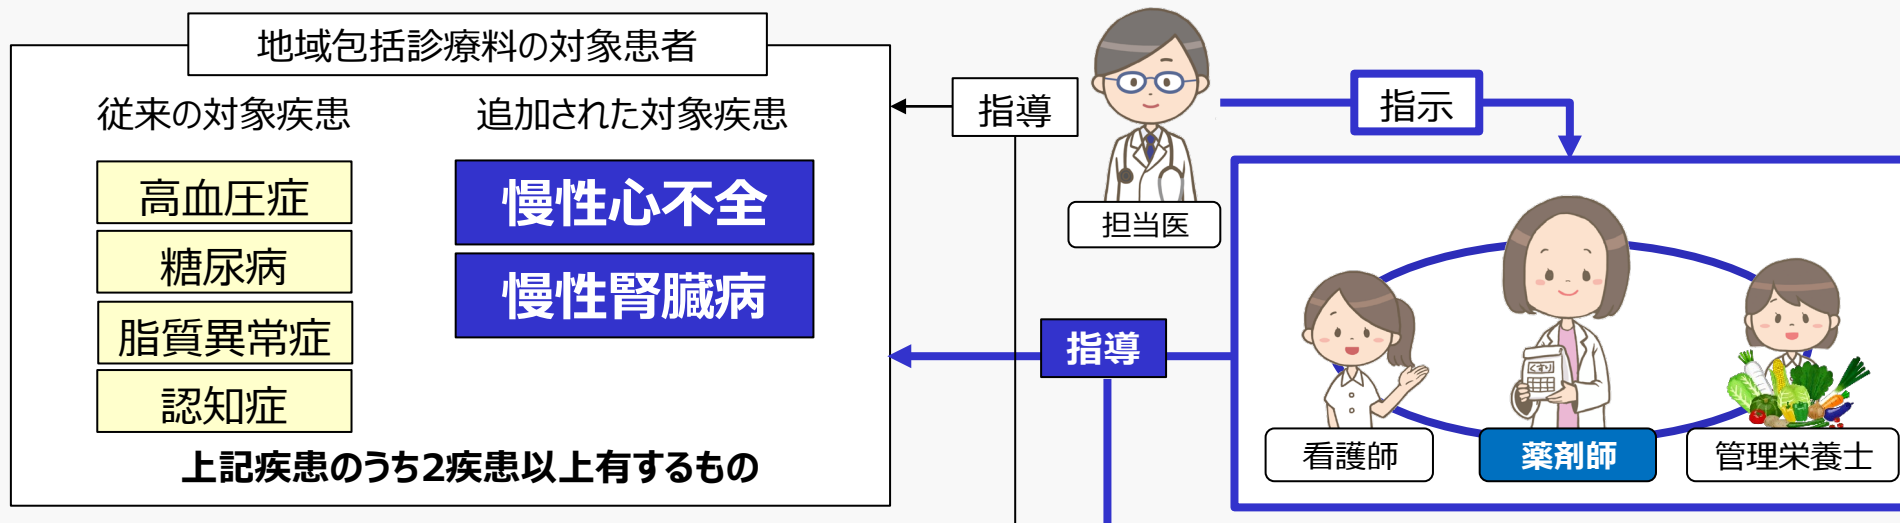 地域包括診療料の対象患者
従来の対象疾患
追加された対象疾患
高血圧症
糖尿病
脂質異常症
認知症
慢性心不全
慢性腎臓病
上記疾患のうち2疾患以上有するもの
指導
担当医
指示
指導
くすり
看護師
薬剤師
管理栄養士